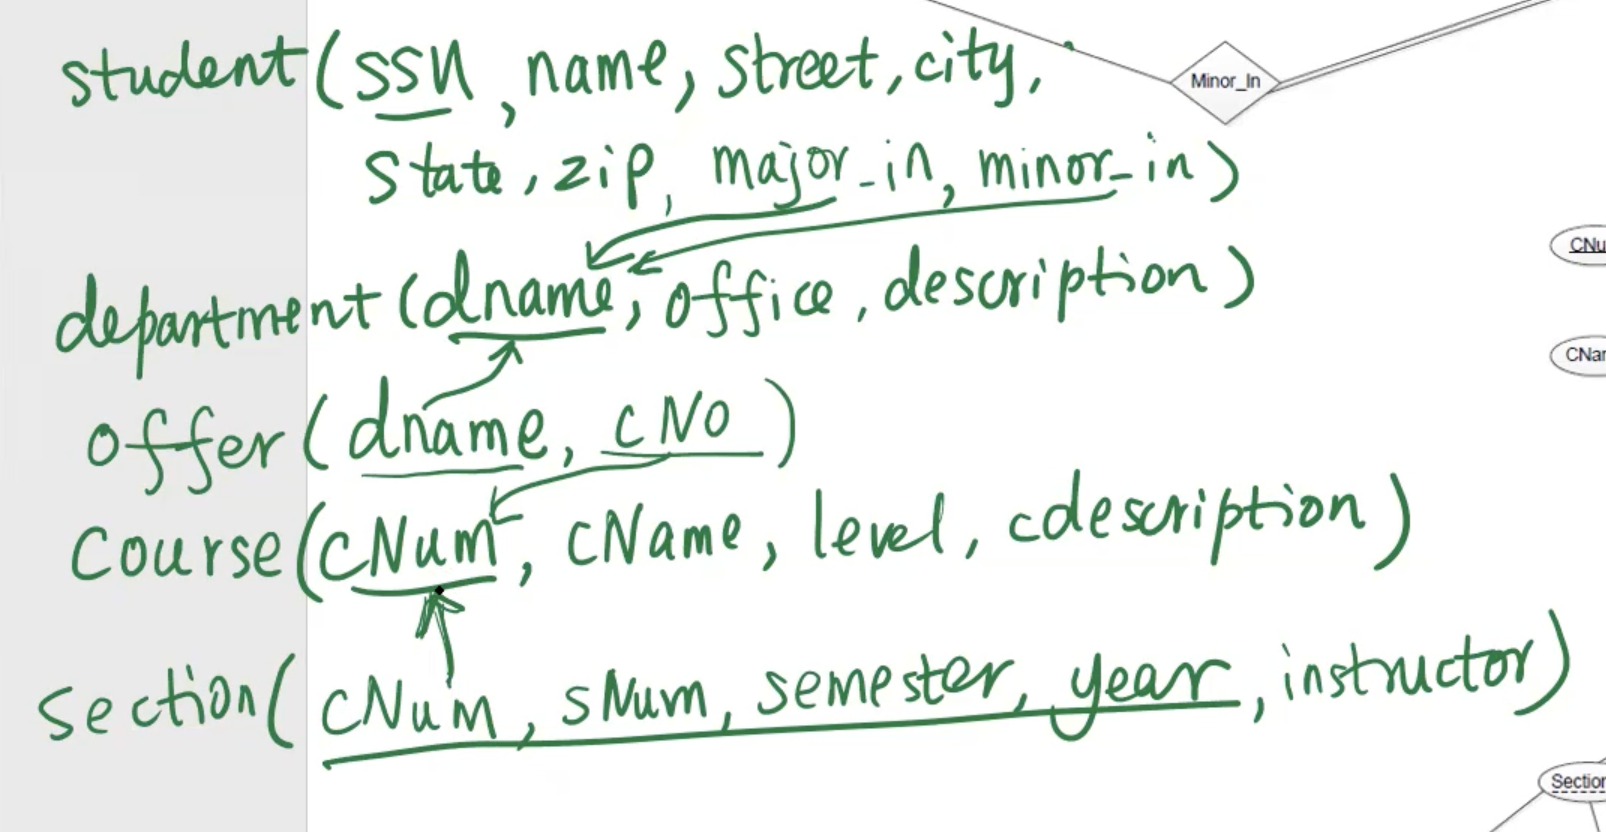 student(ssn, name, street, city,
Minor_In
state, zip, major_in, minor_in)
CNu
department(dname, office, description)
CNar
offer(dname, cNo)
course(cNum, cName, level, cdescription)
section(cNum, sNum, semester, year, instructor)
Section